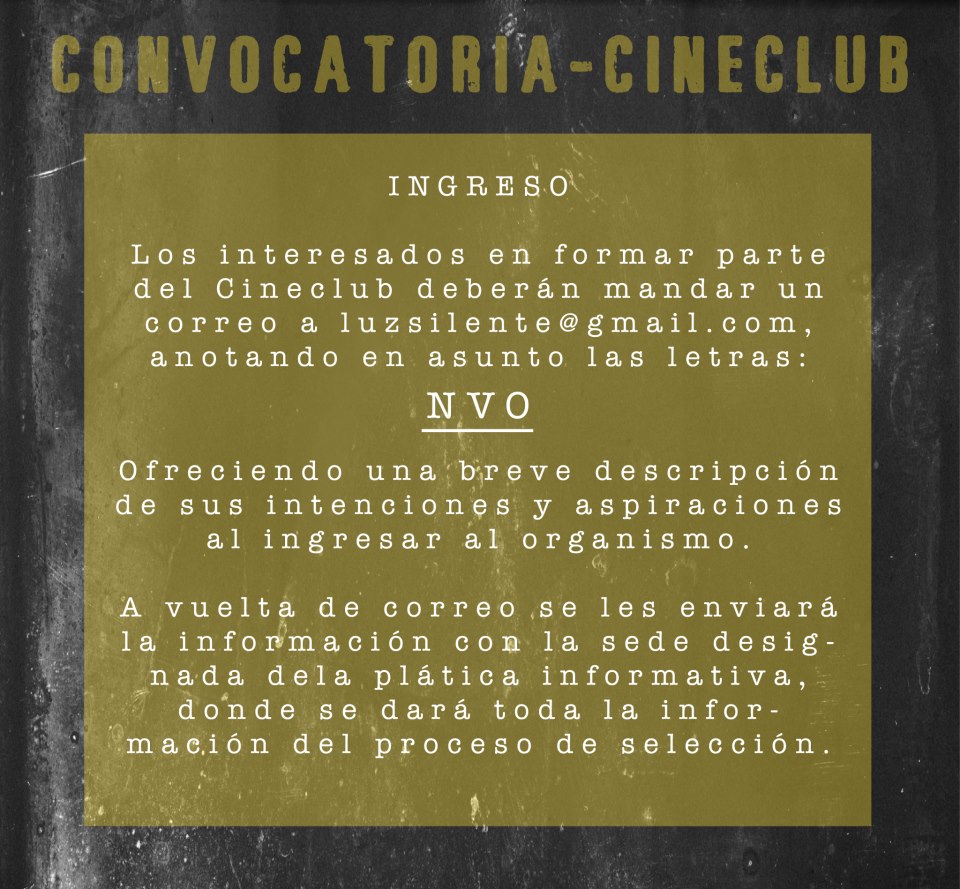 CONVOCATORIA-CINECLUB
INGRESO
Los interesados en formar parte
del Cineclub deberán mandar un
correo a luzsilente@gmail.com,
anotando en asunto las letras:
NVO
Ofreciendo una breve descripción
de sus intenciones y aspiraciones
al ingresar al organismo.
A vuelta de correo se les enviará
la información con la sede desig-
nada dela plática informativa,
donde se dará toda la infor-
mación del proceso de selección.